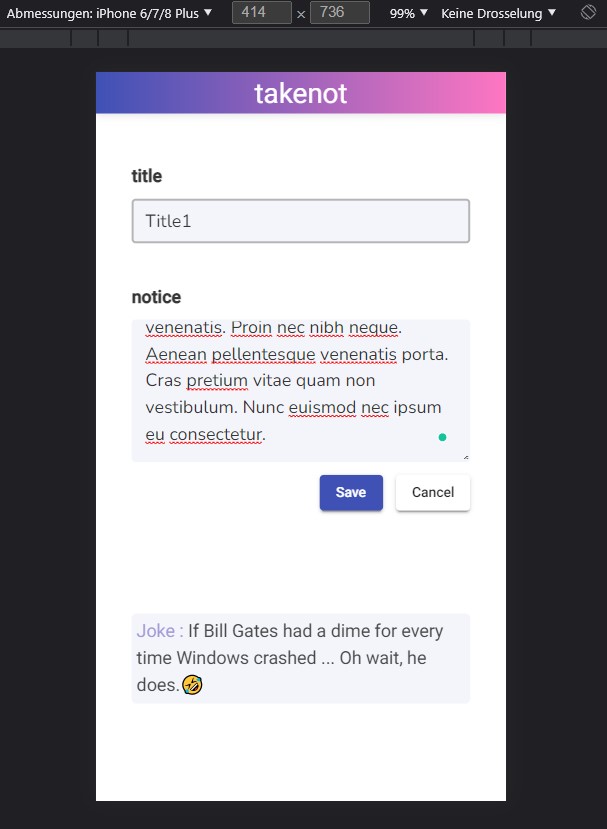 Abmessungen: iPhone 6/7/8 Plus ▼ 414 × 736 99% ▼ Keine Drosselung ▼
takenot
title
Title1
notice
venenatis. Proin nec nibh neque.
Aenean pellentesque venenatis porta.
Cras pretium vitae quam non
vestibulum. Nunc euismod nec ipsum
eu consectetur.
Save Cancel
Joke : If Bill Gates had a dime for every
time Windows crashed ... Oh wait, he
does.🤣